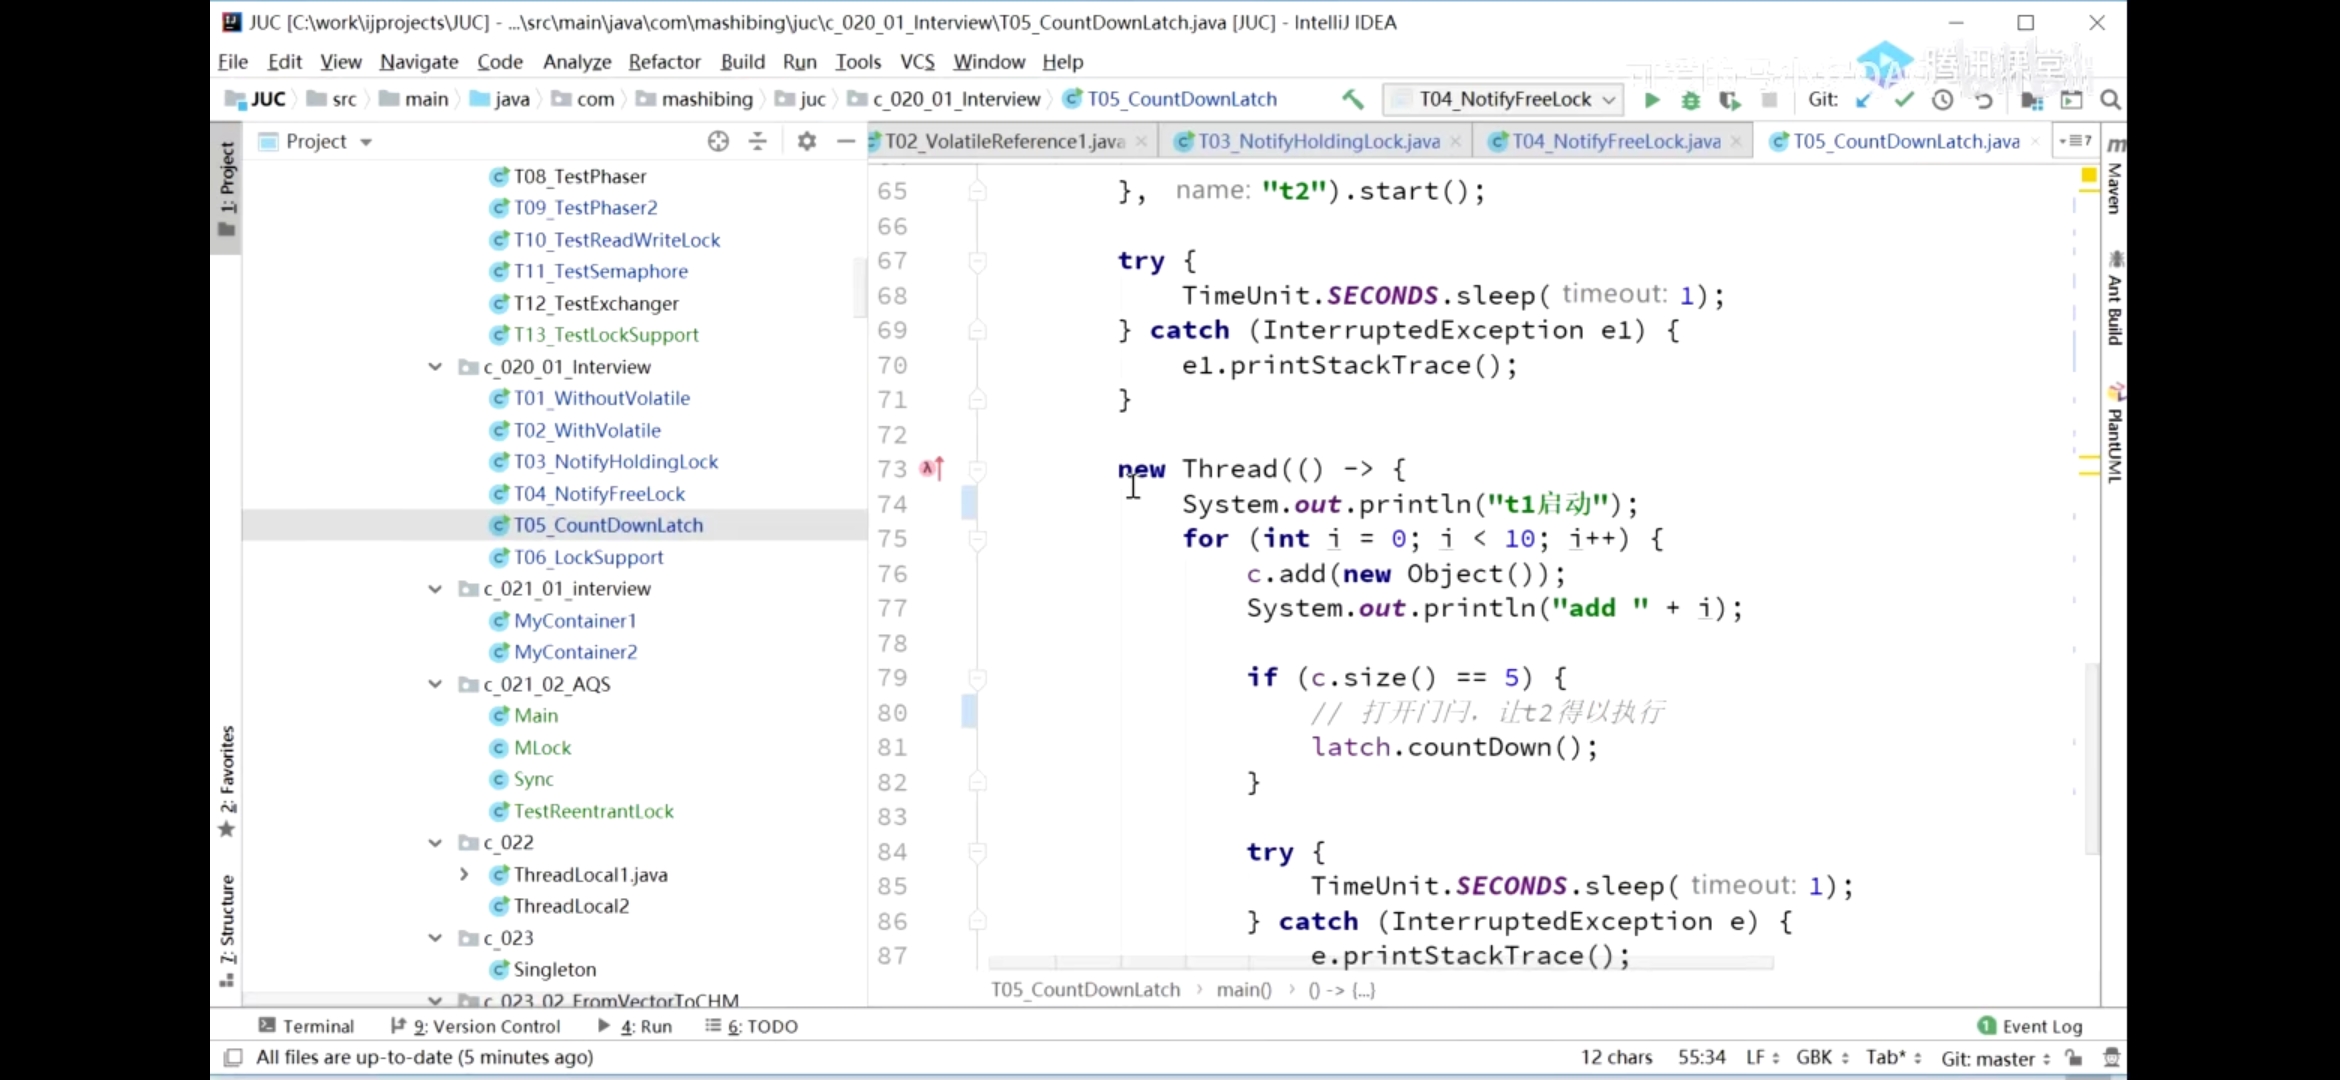 JUC [C:\work\ijprojects\JUC] - ...\src\main\java\com\mashibing\juc\c_020_01_Interview\T05_CountDownLatch.java [JUC] - IntelliJ IDEA
File Edit View Navigate Code Analyze Refactor Build Run Tools VCS Window Help
腾讯课堂
JUC src main java com mashibing juc c_020_01_Interview T05_CountDownLatch T04_NotifyFreeLock Git:
Project
T02_VolatileReference1.java T03_NotifyHoldingLock.java T04_NotifyFreeLock.java T05_CountDownLatch.java
1: Project
2: Favorites
7: Structure
T08_TestPhaser
T09_TestPhaser2
T10_TestReadWriteLock
T11_TestSemaphore
T12_TestExchanger
T13_TestLockSupport
c_020_01_Interview
T01_WithoutVolatile
T02_WithVolatile
T03_NotifyHoldingLock
T04_NotifyFreeLock
T05_CountDownLatch
T06_LockSupport
c_021_01_interview
MyContainer1
MyContainer2
c_021_02_AQS
Main
MLock
Sync
TestReentrantLock
c_022
ThreadLocal1.java
ThreadLocal2
c_023
Singleton
c_023_02_FromVectorToCHM
65 }, name: "t2").start();
66
67 try {
68 TimeUnit.SECONDS.sleep( timeout: 1);
69 } catch (InterruptedException e1) {
70 e1.printStackTrace();
71 }
72
73 new Thread(() -> {
74 System.out.println("t1启动");
75 for (int i = 0; i < 10; i++) {
76 c.add(new Object());
77 System.out.println("add " + i);
78
79 if (c.size() == 5) {
80 // 打开门闩，让t2得以执行
81 latch.countDown();
82 }
83
84 try {
85 TimeUnit.SECONDS.sleep( timeout: 1);
86 } catch (InterruptedException e) {
87 e.printStackTrace();
T05_CountDownLatch main() () -> {...}
Maven
Ant Build
PlantUML
Terminal 9: Version Control 4: Run 6: TODO 1 Event Log
All files are up-to-date (5 minutes ago) 12 chars 55:34 LF GBK Tab* Git: master